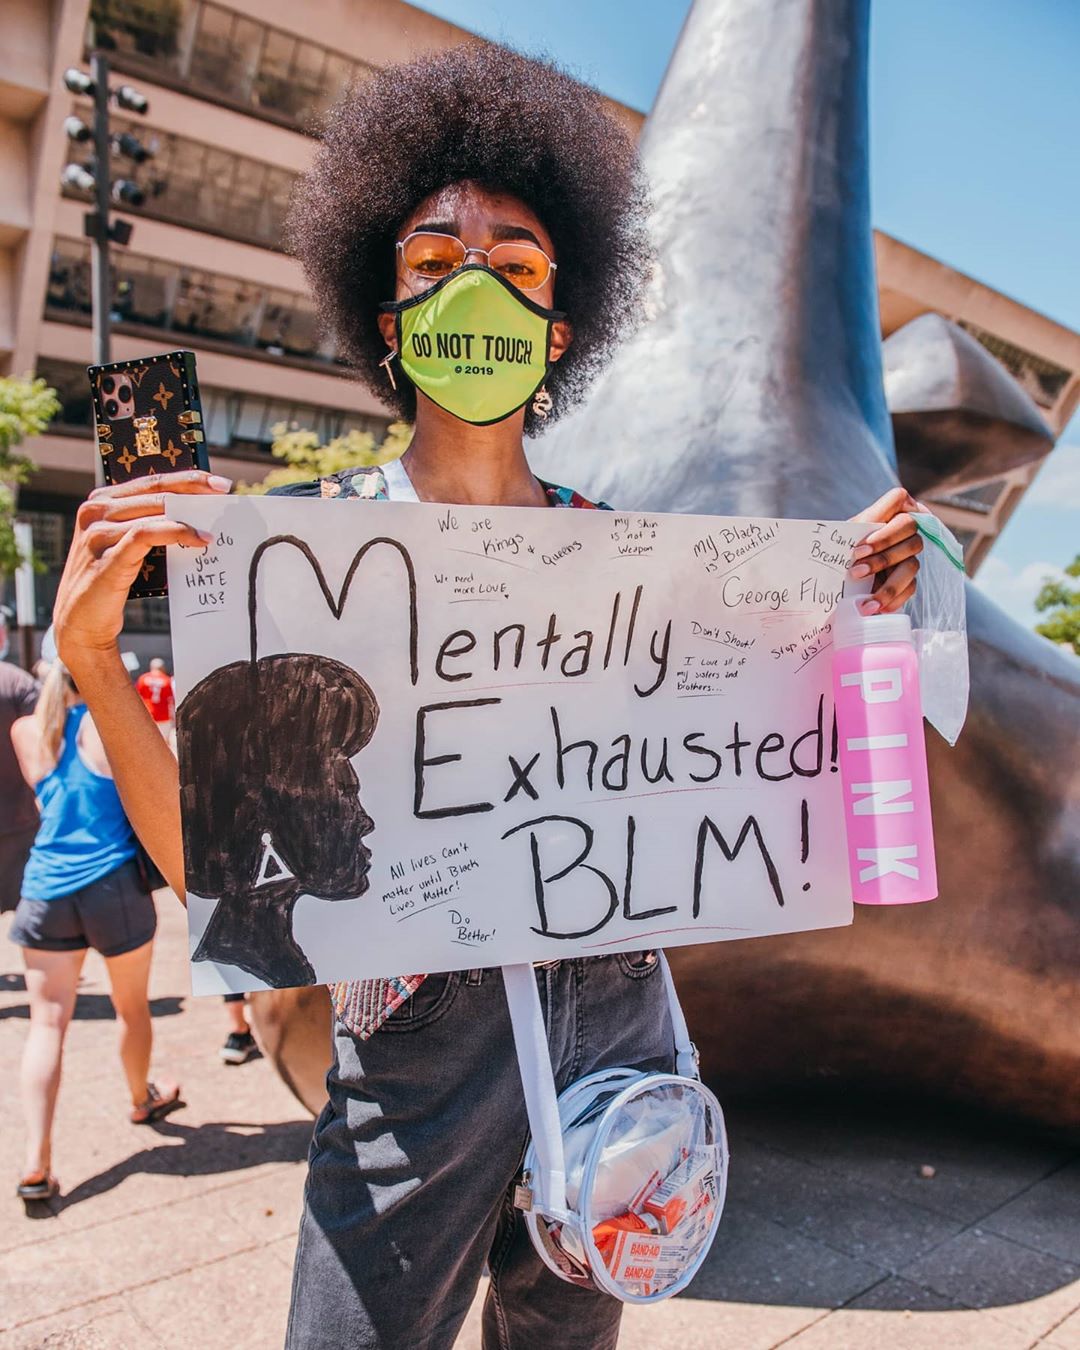 DO NOT TOUCH
© 2019
Why do
you
HATE
US?
We are
Kings & Queens
We need
more LOVE
my skin
is not a
weapon
My Black
is Beautiful!
I Can't
Breathe
George Floyd
Don't Shoot!
Stop killing
US!
I love all of
my sisters and
brothers...
Mentally
Exhausted!
BLM!
All lives can't
matter until Black
Lives Matter!
Do
Better!
PINK
BAND-AID
BAND-AID